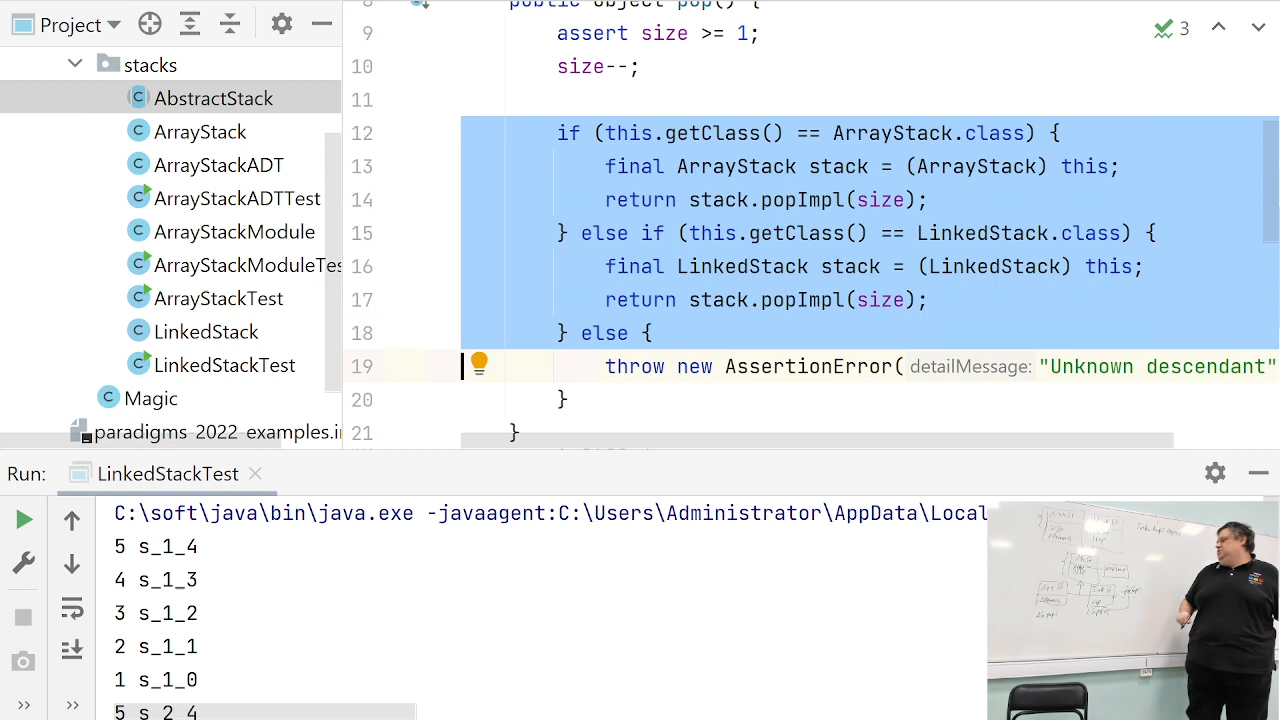 Project
stacks
AbstractStack
ArrayStack
ArrayStackADT
ArrayStackADTTest
ArrayStackModule
ArrayStackModuleTes
ArrayStackTest
LinkedStack
LinkedStackTest
Magic
paradigms-2022-examples.in
8 public Object pop() {
9 assert size >= 1;
10 size--;
11
12 if (this.getClass() == ArrayStack.class) {
13 final ArrayStack stack = (ArrayStack) this;
14 return stack.popImpl(size);
15 } else if (this.getClass() == LinkedStack.class) {
16 final LinkedStack stack = (LinkedStack) this;
17 return stack.popImpl(size);
18 } else {
19 throw new AssertionError( detailMessage: "Unknown descendant"
20 }
21 }
3
Run: LinkedStackTest
C:\soft\java\bin\java.exe -javaagent:C:\Users\Administrator\AppData\Local
5 s_1_4
4 s_1_3
3 s_1_2
2 s_1_1
1 s_1_0
5 s_2_4